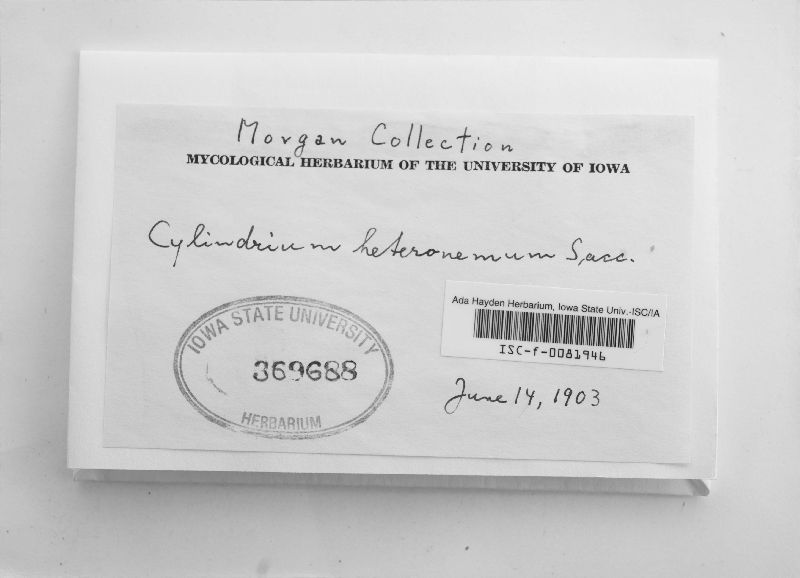 Morgan Collection
MYCOLOGICAL HERBARIUM OF THE UNIVERSITY OF IOWA
Cylindrium heteronemum Sacc.
Ada Hayden Herbarium, Iowa State Univ.-ISC/IA
ISC-f-0081946
IOWA STATE UNIVERSITY
369688
HERBARIUM
June 14, 1903